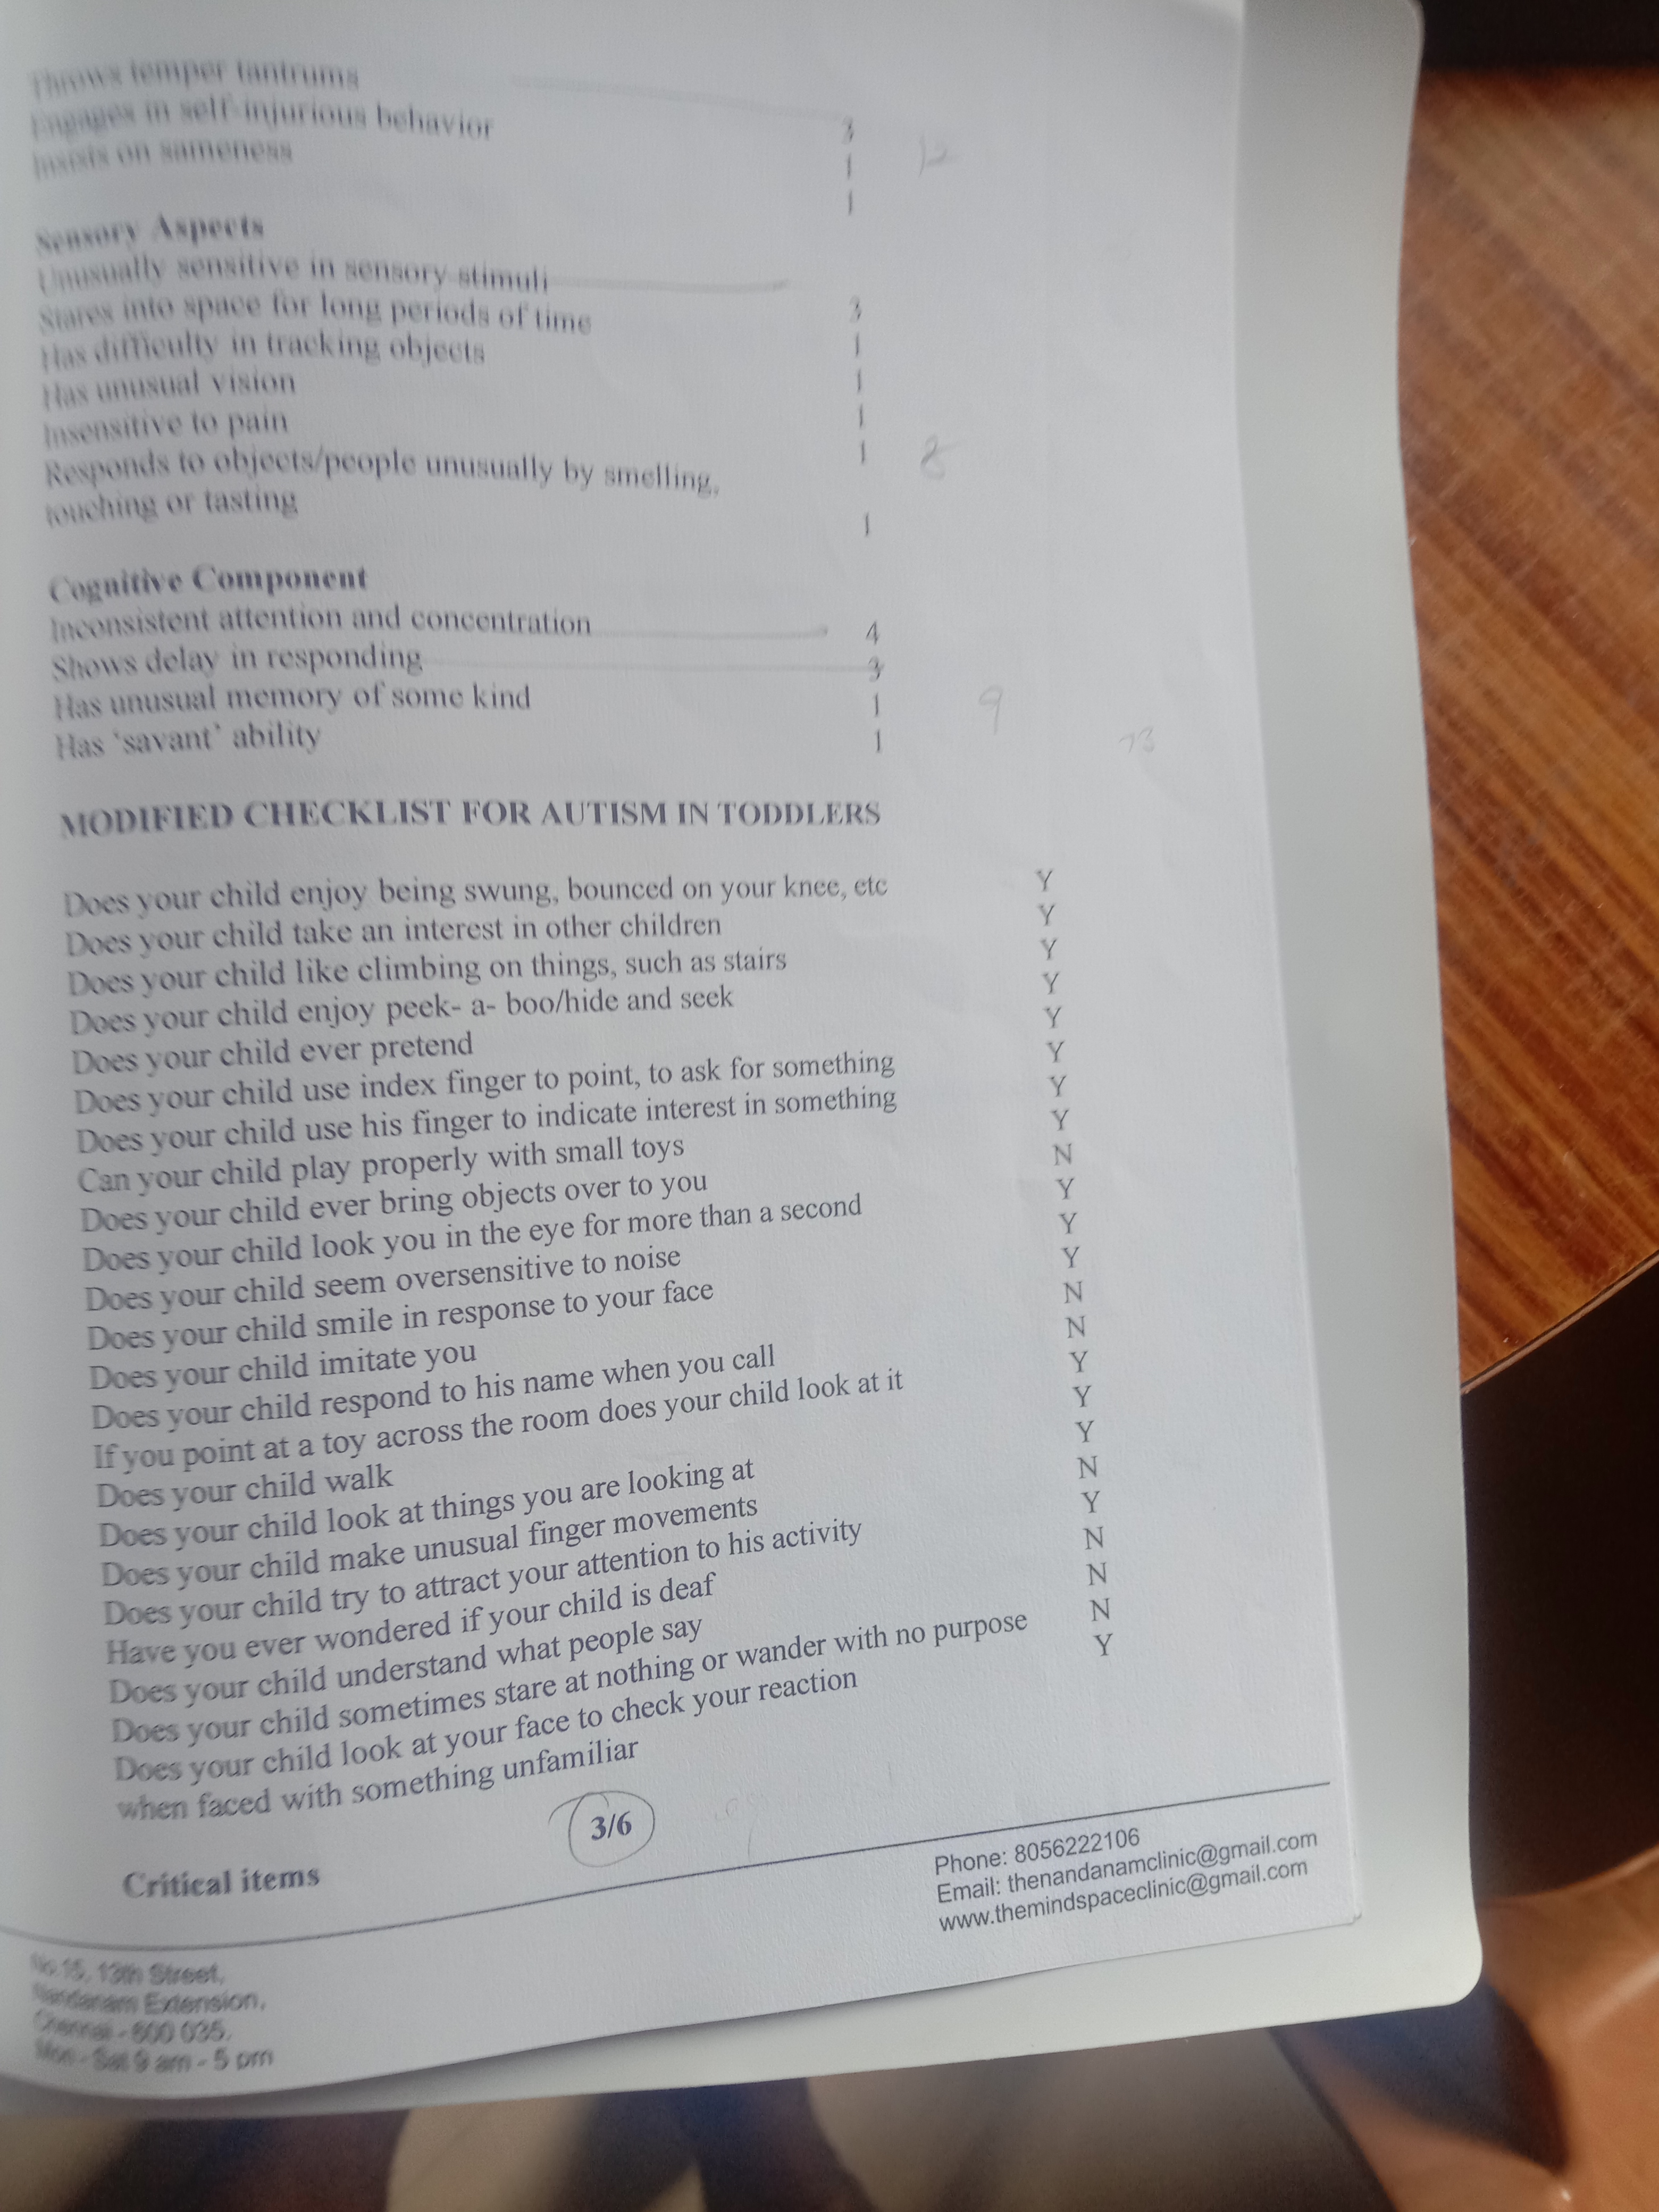 Throws temper tantrums 3
Engages in self-injurious behavior 1
Insists on sameness 1
12
Sensory Aspects
Unusually sensitive in sensory stimuli 3
Stares into space for long periods of time 1
Has difficulty in tracking objects 1
Has unusual vision 1
Insensitive to pain 1
8
Responds to objects/people unusually by smelling,
touching or tasting 1
Cognitive Component
Inconsistent attention and concentration 4
Shows delay in responding 3
Has unusual memory of some kind 1
9
Has ‘savant’ ability 1
73
MODIFIED CHECKLIST FOR AUTISM IN TODDLERS
Does your child enjoy being swung, bounced on your knee, etc Y
Does your child take an interest in other children Y
Does your child like climbing on things, such as stairs Y
Does your child enjoy peek- a- boo/hide and seek Y
Does your child ever pretend Y
Does your child use index finger to point, to ask for something Y
Does your child use his finger to indicate interest in something Y
Can your child play properly with small toys Y
Does your child ever bring objects over to you N
Does your child look you in the eye for more than a second Y
Does your child seem oversensitive to noise Y
Does your child smile in response to your face Y
Does your child imitate you N
Does your child respond to his name when you call N
If you point at a toy across the room does your child look at it Y
Does your child walk Y
Does your child look at things you are looking at Y
Does your child make unusual finger movements N
Does your child try to attract your attention to his activity Y
Have you ever wondered if your child is deaf N
Does your child understand what people say N
Does your child sometimes stare at nothing or wander with no purpose N
Does your child look at your face to check your reaction Y
when faced with something unfamiliar
3/6
Critical items
Phone: 8056222106
Email: thenandanamclinic@gmail.com
www.themindspaceclinic@gmail.com
No.15, 13th Street,
Nandanam Extension,
Chennai - 600 035.
Mon - Sat 9 am - 5 pm